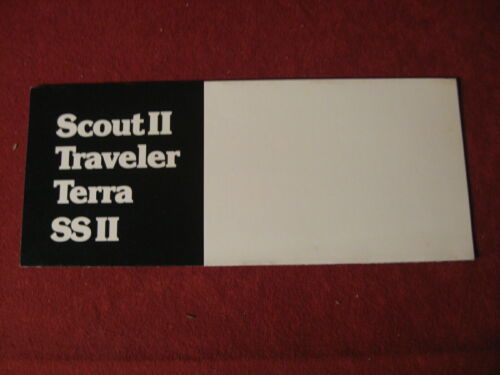 Scout II
Traveler
Terra
SS II